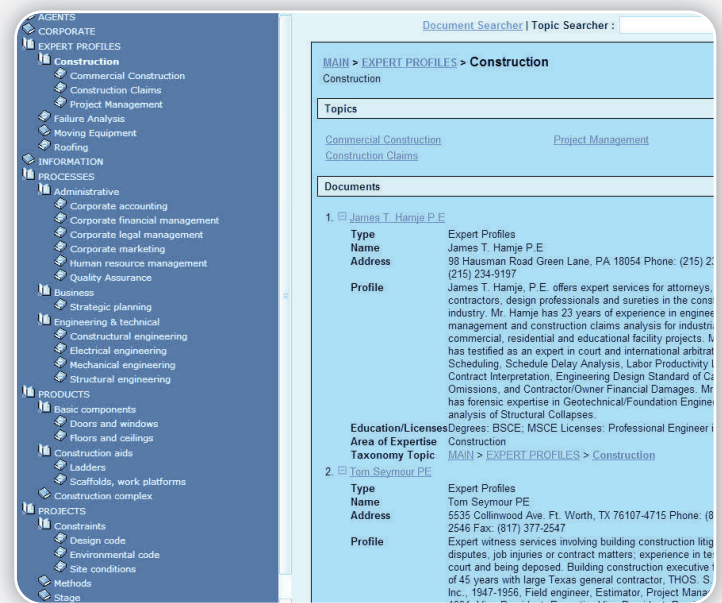 AGENTS
CORPORATE
EXPERT PROFILES
Construction
Commercial Construction
Construction Claims
Project Management
Failure Analysis
Moving Equipment
Roofing
INFORMATION
PROCESSES
Administrative
Corporate accounting
Corporate financial management
Corporate legal management
Corporate marketing
Human resource management
Quality Assurance
Business
Strategic planning
Engineering & technical
Constructural engineering
Electrical engineering
Mechanical engineering
Structural engineering
PRODUCTS
Basic components
Doors and windows
Floors and ceilings
Construction aids
Ladders
Scaffolds, work platforms
Construction complex
PROJECTS
Constraints
Design code
Environmental code
Site conditions
Methods
Stage
Document Searcher | Topic Searcher :
MAIN > EXPERT PROFILES > Construction
Construction
Topics
Commercial Construction Project Management
Construction Claims
Documents
1. James T. Hamje P.E
Type Expert Profiles
Name James T. Hamje P.E
Address 98 Hausman Road Green Lane, PA 18054 Phone: (215)
(215) 234-9197
Profile James T. Hamje, P.E. offers expert services for attorneys,
contractors, design professionals and sureties in the
industry. Mr. Hamje has 23 years of experience in
management and construction claims analysis for
commercial, residential and educational facility projects.
has testified as an expert in court and international
Scheduling, Schedule Delay Analysis, Labor Productivity
Contract Interpretation, Engineering Design Standard of
Omissions, and Contractor/Owner Financial Damages.
has forensic expertise in Geotechnical/Foundation
analysis of Structural Collapses.
Education/Licenses Degrees: BSCE; MSCE Licenses: Professional Engineer
Area of Expertise Construction
Taxonomy Topic MAIN > EXPERT PROFILES > Construction
2. Tom Seymour PE
Type Expert Profiles
Name Tom Seymour PE
Address 5535 Collinwood Ave. Ft. Worth, TX 76107-4715 Phone:
2546 Fax: (817) 377-2547
Profile Expert witness services involving building construction
disputes, job injuries or contract matters; experience in
court and being deposed. Building construction executive
of 45 years with large Texas general contractor, THOS. S.
Inc., 1947-1956, Field engineer, Estimator, Project